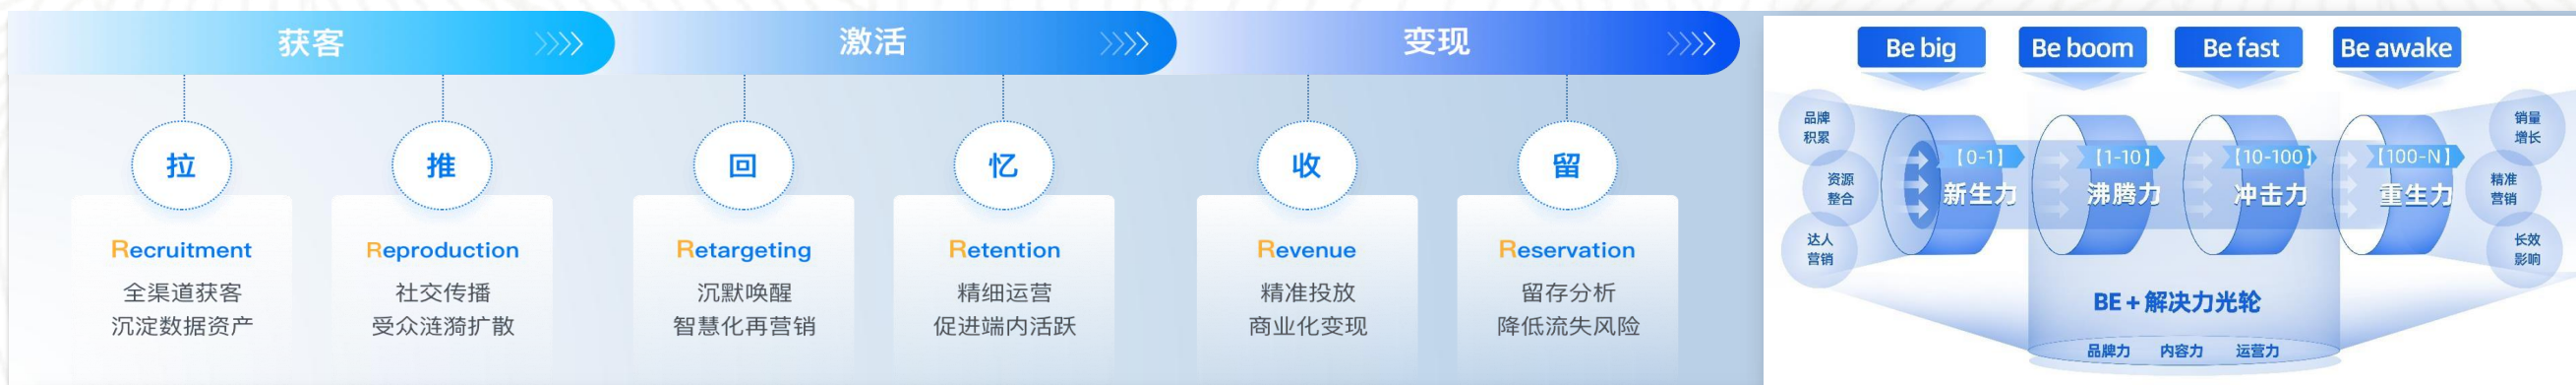 获客
激活
变现
拉
推
回
忆
收
留
Recruitment
全渠道获客
沉淀数据资产
Reproduction
社交传播
受众涟漪扩散
Retargeting
沉默唤醒
智慧化再营销
Retention
精细运营
促进端内活跃
Revenue
精准投放
商业化变现
Reservation
留存分析
降低流失风险
Be big
Be boom
Be fast
Be awake
品牌
积累
资源
整合
达人
营销
【0-1】
新生力
【1-10】
沸腾力
【10-100】
冲击力
【100-N】
重生力
销量
增长
精准
营销
长效
影响
BE+解决力光轮
品牌力 内容力 运营力